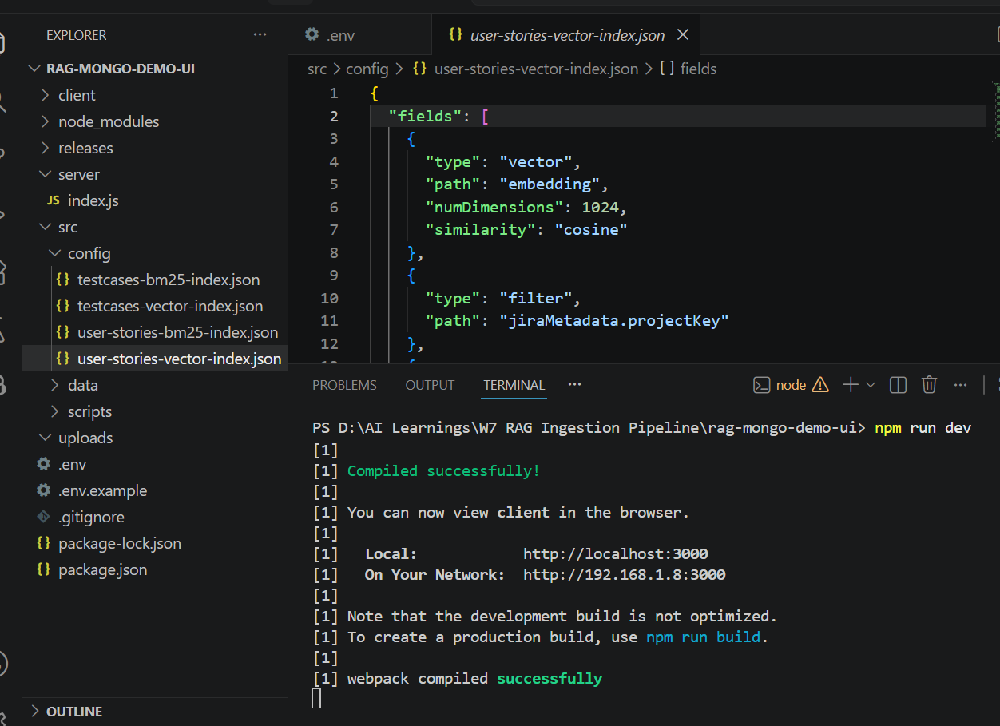 EXPLORER
RAG-MONGO-DEMO-UI
client
node_modules
releases
server
JS index.js
src
config
{} testcases-bm25-index.json
{} testcases-vector-index.json
{} user-stories-bm25-index.json
{} user-stories-vector-index.json
data
scripts
uploads
.env
.env.example
.gitignore
{} package-lock.json
{} package.json
OUTLINE
.env
{} user-stories-vector-index.json
src > config > {} user-stories-vector-index.json > [ ] fields
1 {
2 "fields": [
3 {
4 "type": "vector",
5 "path": "embedding",
6 "numDimensions": 1024,
7 "similarity": "cosine"
8 },
9 {
10 "type": "filter",
11 "path": "jiraMetadata.projectKey"
12 },
PROBLEMS OUTPUT TERMINAL ···
node
PS D:\AI Learnings\W7 RAG Ingestion Pipeline\rag-mongo-demo-ui> npm run dev
[1]
[1] Compiled successfully!
[1]
[1] You can now view client in the browser.
[1]
[1] Local: http://localhost:3000
[1] On Your Network: http://192.168.1.8:3000
[1]
[1] Note that the development build is not optimized.
[1] To create a production build, use npm run build.
[1]
[1] webpack compiled successfully